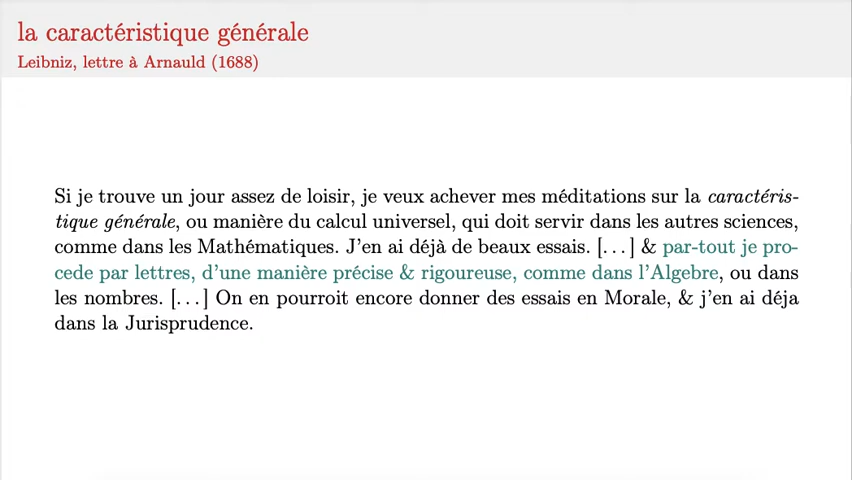 la caractéristique générale
Leibniz, lettre à Arnauld (1688)
Si je trouve un jour assez de loisir, je veux achever mes méditations sur la caractéris-
tique générale, ou manière du calcul universel, qui doit servir dans les autres sciences,
comme dans les Mathématiques. J'en ai déjà de beaux essais. [...] & par-tout je pro-
cede par lettres, d'une manière précise & rigoureuse, comme dans l'Algebre, ou dans
les nombres. [...] On en pourroit encore donner des essais en Morale, & j'en ai déja
dans la Jurisprudence.